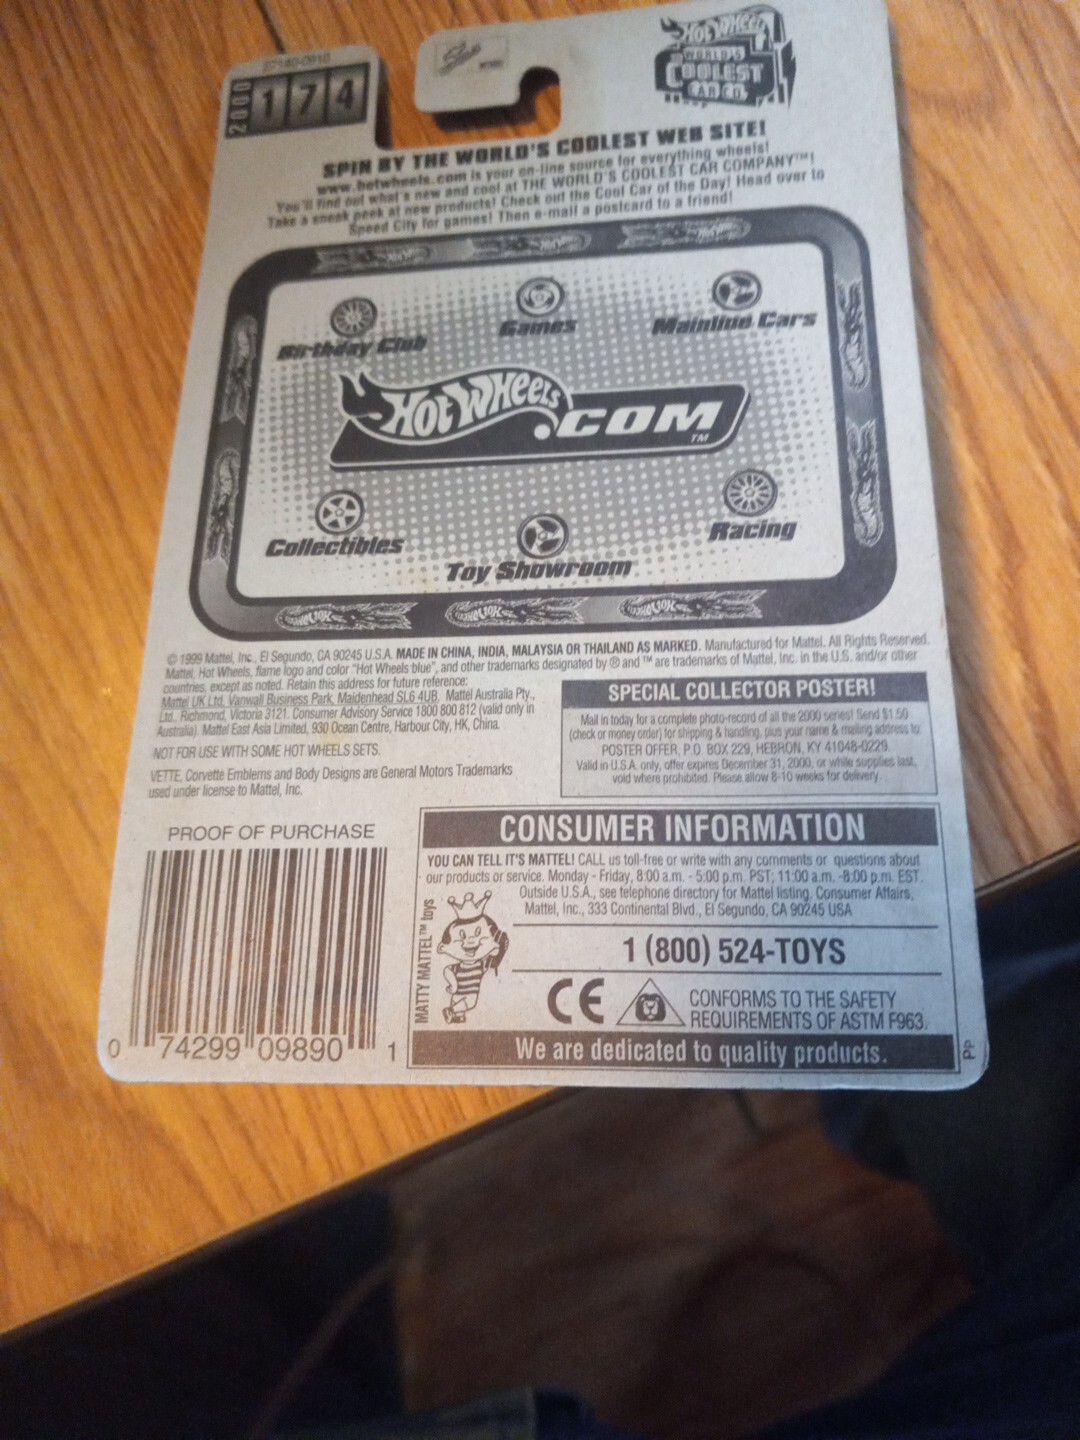 27140-0910
2000 174
HOT WHEELS
WORLD'S
COOLEST
CAR CO.
SPIN BY THE WORLD'S COOLEST WEB SITE!
www.hotwheels.com is your on-line source for everything wheels!
You'll find out what's new and cool at THE WORLD'S COOLEST CAR COMPANY™!
Take a sneak peek at new products! Check out the Cool Car of the Day! Head over to
Speed City for games! Then e-mail a postcard to a friend!
Birthday Club
Games
Mainline Cars
HOT WHEELS.COM™
Collectibles
Toy Showroom
Racing
© 1999 Mattel, Inc., El Segundo, CA 90245 U.S.A. MADE IN CHINA, INDIA, MALAYSIA OR THAILAND AS MARKED. Manufactured for Mattel. All Rights Reserved.
Mattel, Hot Wheels, flame logo and color "Hot Wheels blue", and other trademarks designated by ® and ™ are trademarks of Mattel, Inc. in the U.S. and/or other
countries, except as noted. Retain this address for future reference:
Mattel UK Ltd, Vanwall Business Park, Maidenhead SL6 4UB. Mattel Australia Pty.,
Ltd., Richmond, Victoria 3121. Consumer Advisory Service 1800 800 812 (valid only in
Australia). Mattel East Asia Limited, 930 Ocean Centre, Harbour City, HK, China.
NOT FOR USE WITH SOME HOT WHEELS SETS.
VETTE, Corvette Emblems and Body Designs are General Motors Trademarks
used under license to Mattel, Inc.
SPECIAL COLLECTOR POSTER!
Mail in today for a complete photo-record of all the 2000 series! Send $1.50
(check or money order) for shipping & handling, plus your name & mailing address to:
POSTER OFFER, P.O. BOX 229, HEBRON, KY 41048-0229.
Valid in U.S.A. only, offer expires December 31, 2000, or while supplies last,
void where prohibited. Please allow 8-10 weeks for delivery.
PROOF OF PURCHASE
0 74299 09890 1
CONSUMER INFORMATION
YOU CAN TELL IT'S MATTEL! CALL us toll-free or write with any comments or questions about
our products or service. Monday - Friday, 8:00 a.m. - 5:00 p.m. PST; 11:00 a.m. -8:00 p.m. EST.
Outside U.S.A., see telephone directory for Mattel listing. Consumer Affairs,
Mattel, Inc., 333 Continental Blvd., El Segundo, CA 90245 USA
MATTY MATTEL™ toys
1 (800) 524-TOYS
CE
CONFORMS TO THE SAFETY
REQUIREMENTS OF ASTM F963.
We are dedicated to quality products.
PP